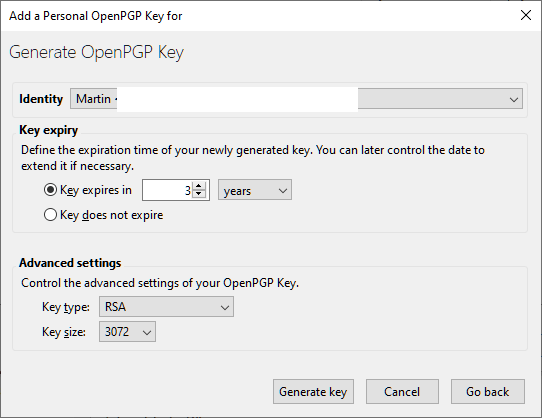 Add a Personal OpenPGP Key for
Generate OpenPGP Key
Identity Martin
Key expiry
Define the expiration time of your newly generated key. You can later control the date to
extend it if necessary.
Key expires in 3 years
Key does not expire
Advanced settings
Control the advanced settings of your OpenPGP Key.
Key type: RSA
Key size: 3072
Generate key Cancel Go back